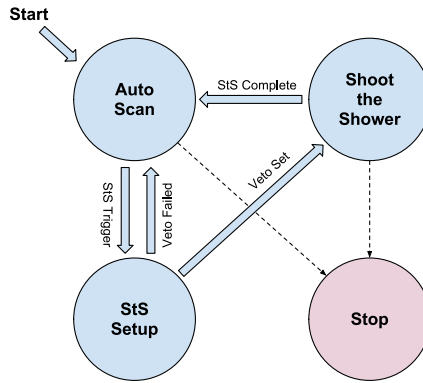 Start
Auto
Scan
StS Complete
Shoot
the
Shower
StS Trigger
Veto Failed
Veto Set
StS
Setup
Stop